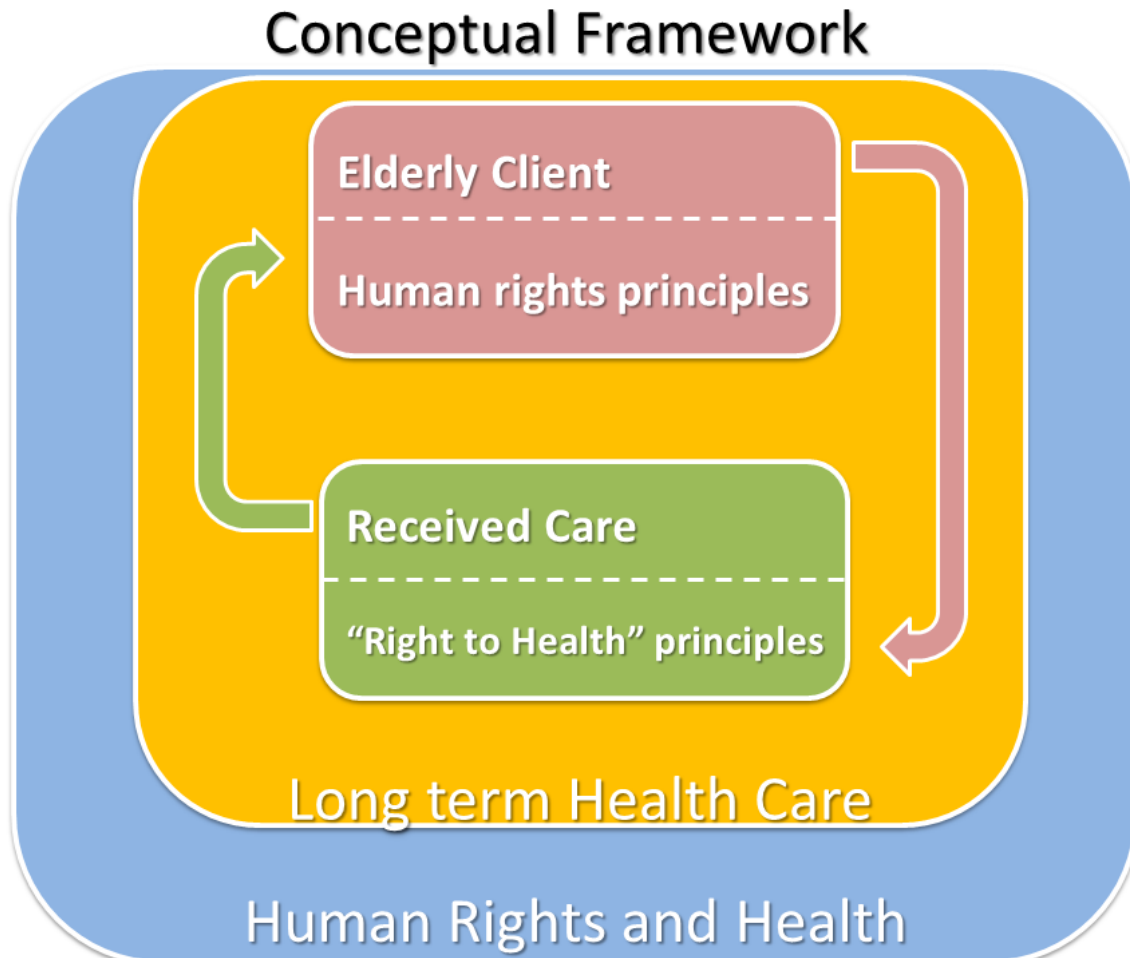 Conceptual Framework
Elderly Client
Human rights principles
Received Care
“Right to Health” principles
Long term Health Care
Human Rights and Health